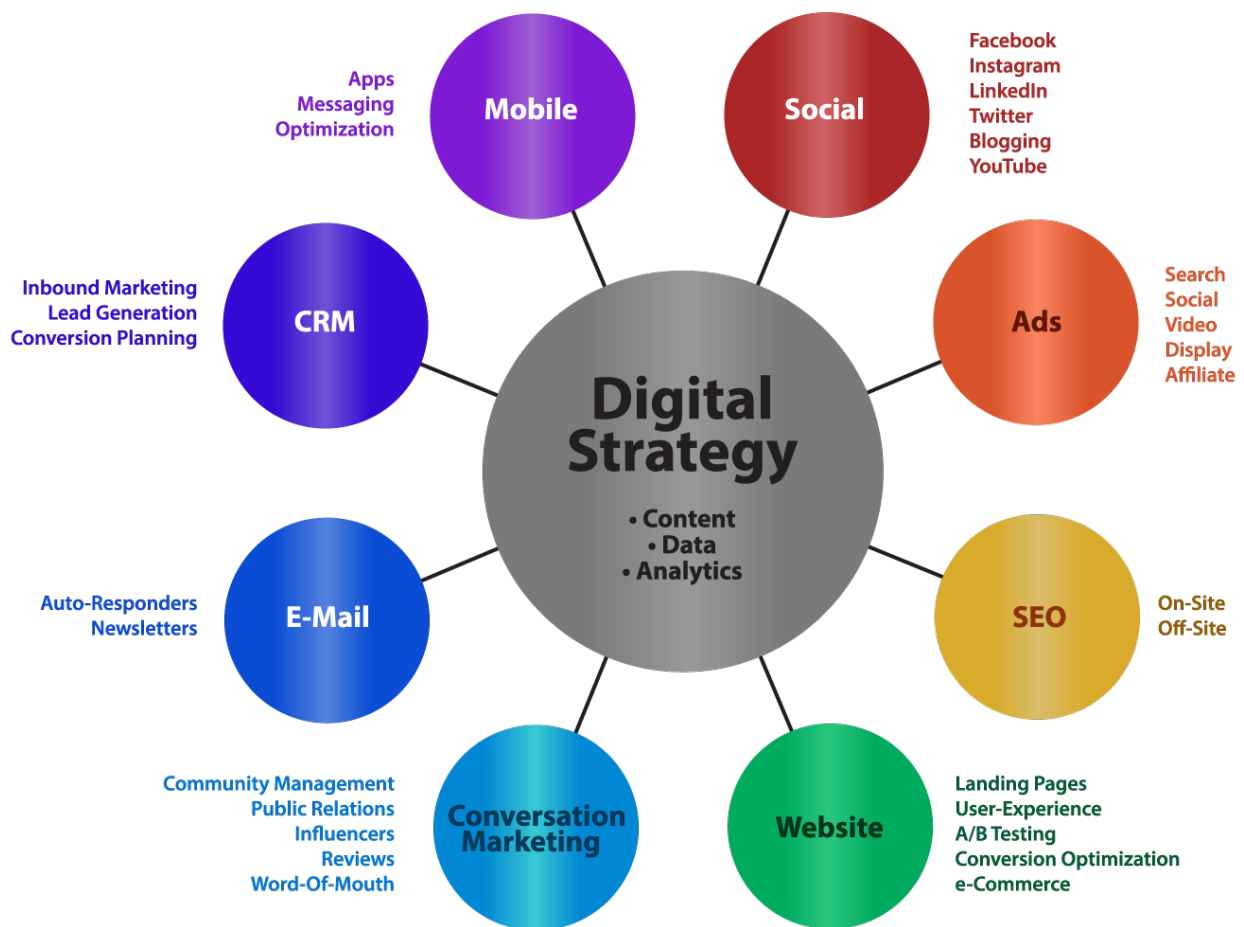 Digital
Strategy
• Content
• Data
• Analytics
Mobile
Apps
Messaging
Optimization
Social
Facebook
Instagram
LinkedIn
Twitter
Blogging
YouTube
Ads
Search
Social
Video
Display
Affiliate
SEO
On-Site
Off-Site
Website
Landing Pages
User-Experience
A/B Testing
Conversion Optimization
e-Commerce
Conversation
Marketing
Community Management
Public Relations
Influencers
Reviews
Word-Of-Mouth
E-Mail
Auto-Responders
Newsletters
CRM
Inbound Marketing
Lead Generation
Conversion Planning